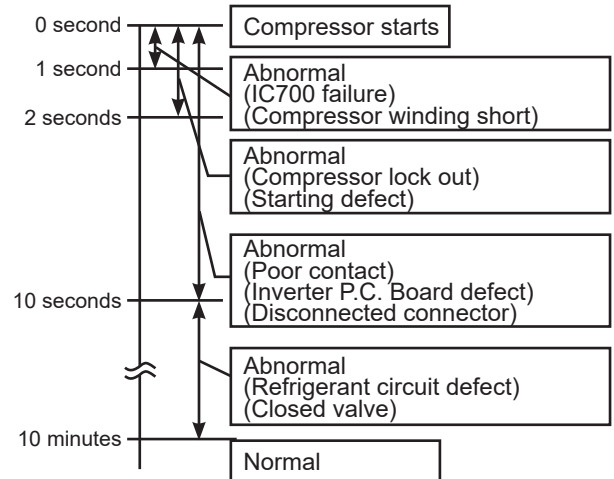 0 second
Compressor starts
1 second
Abnormal
(IC700 failure)
(Compressor winding short)
2 seconds
Abnormal
(Compressor lock out)
(Starting defect)
Abnormal
(Poor contact)
(Inverter P.C. Board defect)
(Disconnected connector)
10 seconds
Abnormal
(Refrigerant circuit defect)
(Closed valve)
10 minutes
Normal